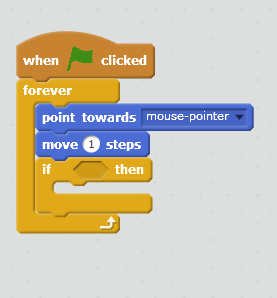 when clicked
forever
point towards mouse-pointer
move 1 steps
if then